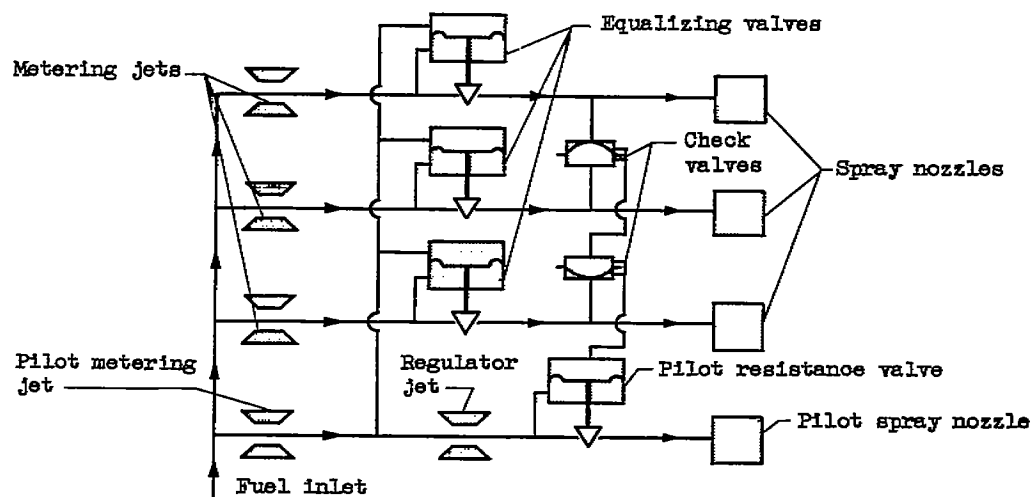 Equalizing valves
Metering jets
Check
valves
Spray nozzles
Pilot metering
jet
Regulator
jet
Pilot resistance valve
Pilot spray nozzle
Fuel inlet